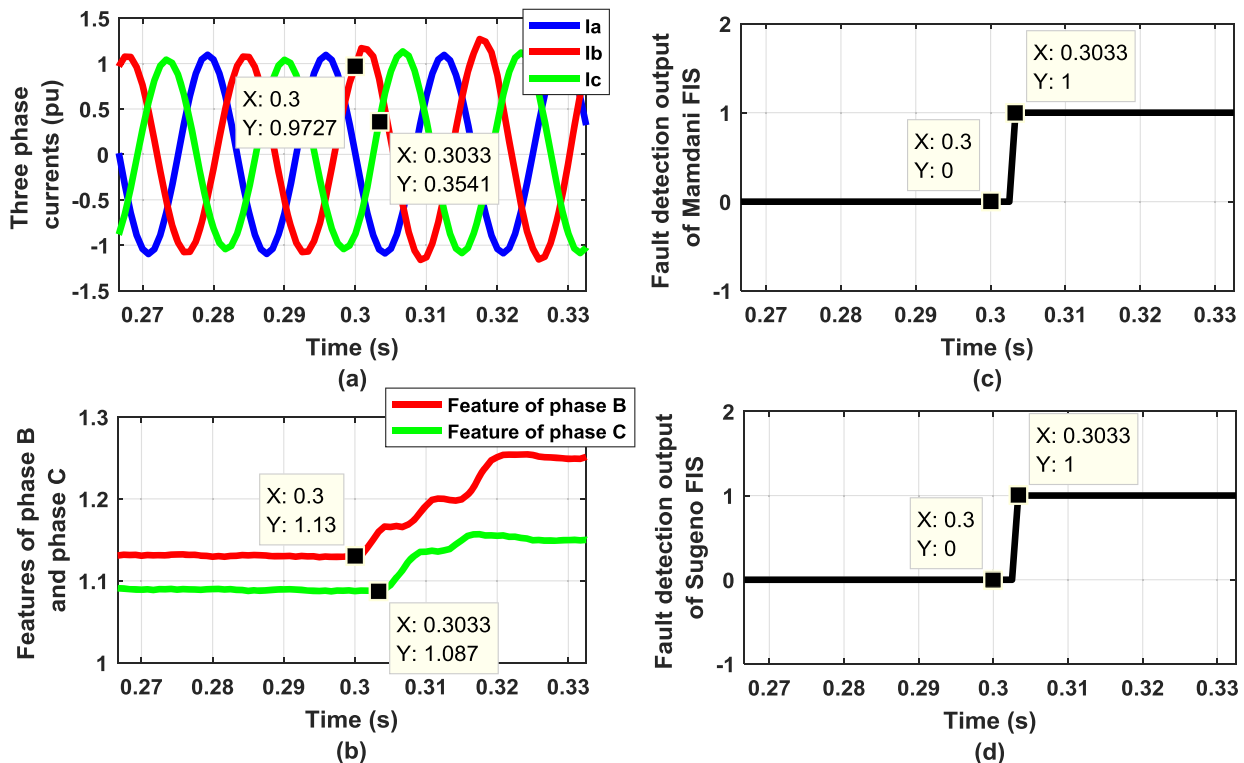 Three phase
currents (pu)
1.5
1
0.5
0
-0.5
-1
-1.5
Ia
Ib
Ic
X: 0.3
Y: 0.9727
X: 0.3033
Y: 0.3541
0.27 0.28 0.29 0.3 0.31 0.32 0.33
Time (s)
(a)
Fault detection output
of Mamdani FIS
2
1
0
-1
X: 0.3033
Y: 1
X: 0.3
Y: 0
0.27 0.28 0.29 0.3 0.31 0.32 0.33
Time (s)
(c)
Features of phase B
and phase C
1.3
1.2
1.1
1
Feature of phase B
Feature of phase C
X: 0.3
Y: 1.13
X: 0.3033
Y: 1.087
0.27 0.28 0.29 0.3 0.31 0.32 0.33
Time (s)
(b)
Fault detection output
of Sugeno FIS
2
1
0
-1
X: 0.3033
Y: 1
X: 0.3
Y: 0
0.27 0.28 0.29 0.3 0.31 0.32 0.33
Time (s)
(d)